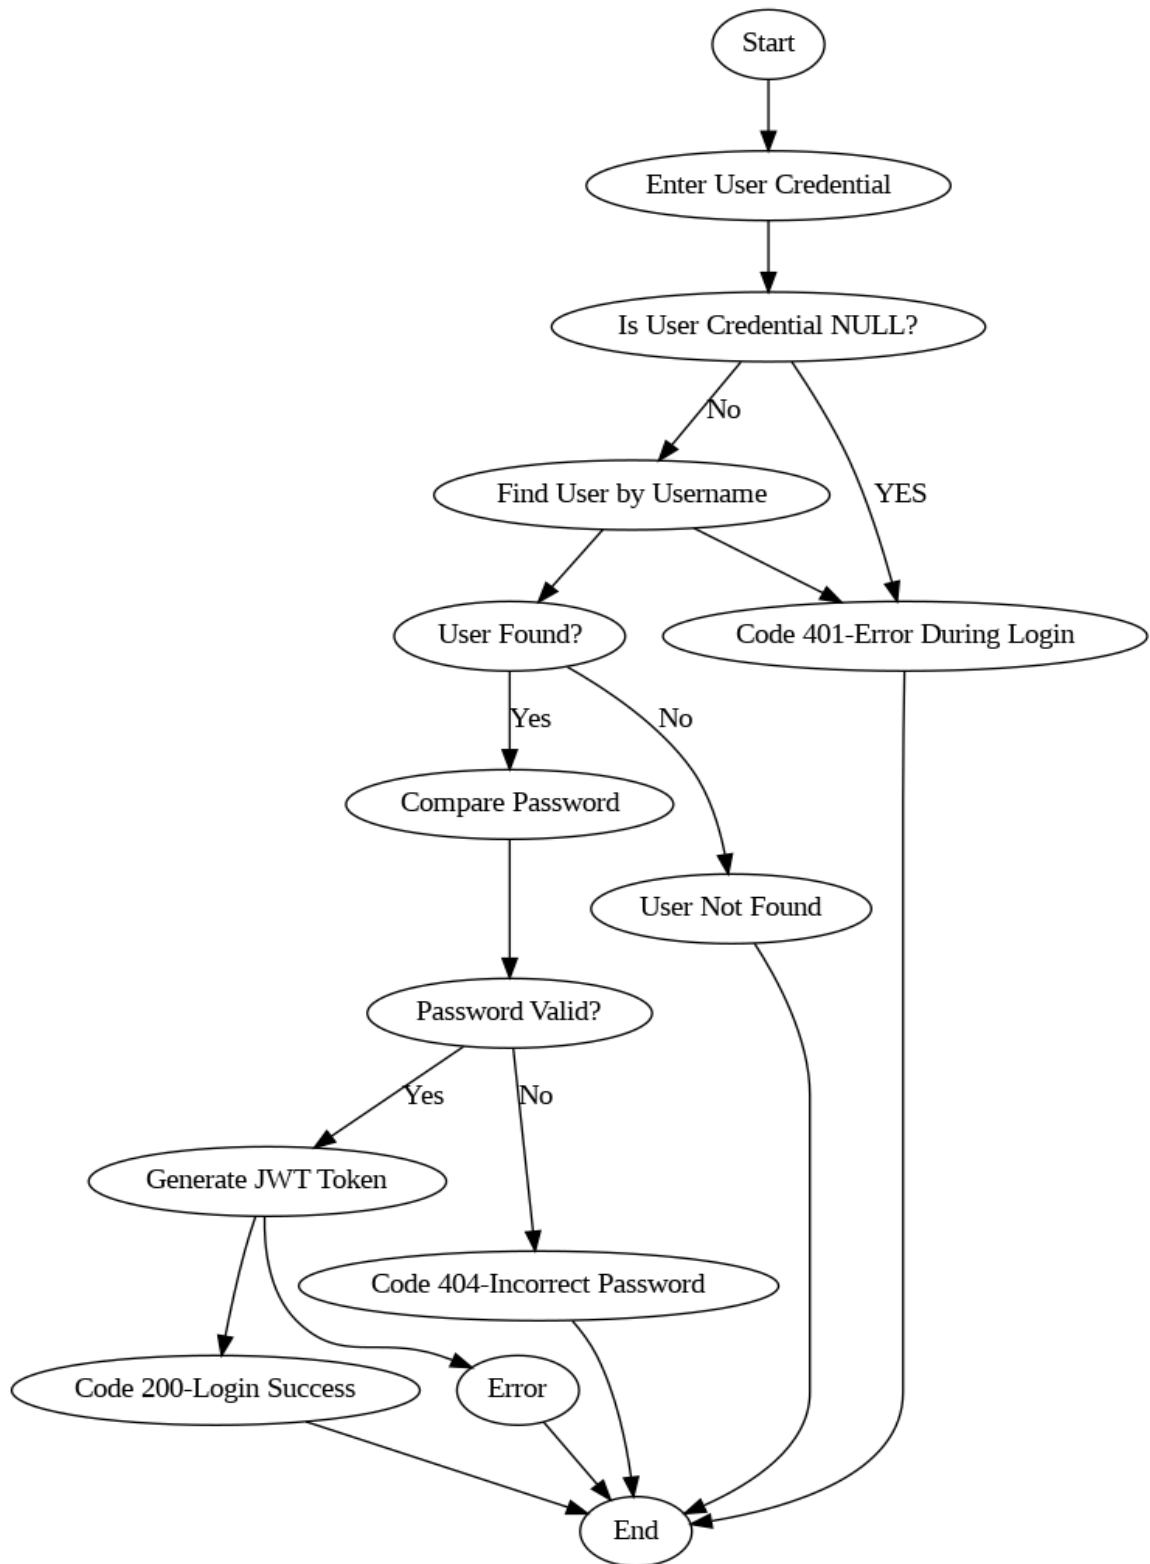 Start
Enter User Credential
Is User Credential NULL?
No
Find User by Username
YES
User Found?
Code 401-Error During Login
Yes
No
Compare Password
User Not Found
Password Valid?
Yes
No
Generate JWT Token
Code 404-Incorrect Password
Code 200-Login Success
Error
End